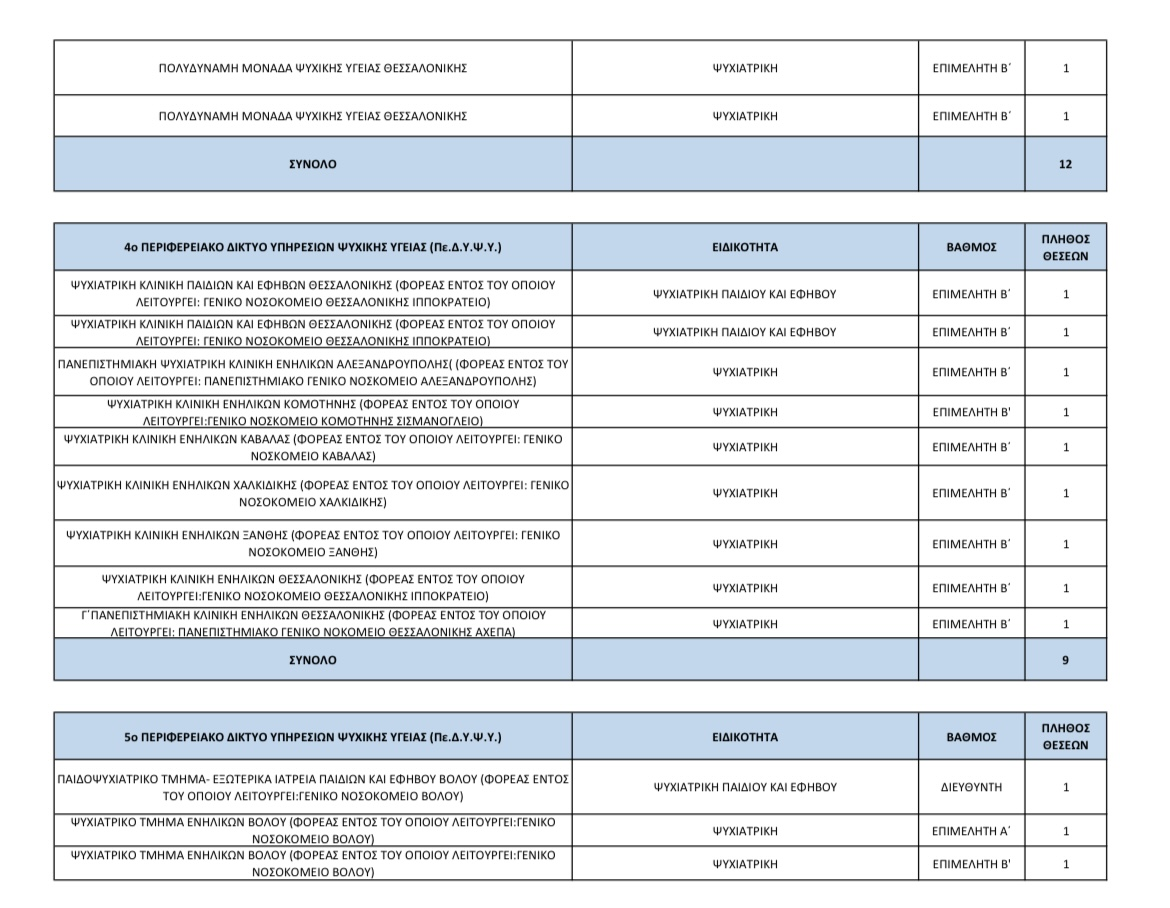 ΠΟΛΥΔΥΝΑΜΗ ΜΟΝΑΔΑ ΨΥΧΙΚΗΣ ΥΓΕΙΑΣ ΘΕΣΣΑΛΟΝΙΚΗΣ ΨΥΧΙΑΤΡΙΚΗ ΕΠΙΜΕΛΗΤΗ Β΄ 1
ΠΟΛΥΔΥΝΑΜΗ ΜΟΝΑΔΑ ΨΥΧΙΚΗΣ ΥΓΕΙΑΣ ΘΕΣΣΑΛΟΝΙΚΗΣ ΨΥΧΙΑΤΡΙΚΗ ΕΠΙΜΕΛΗΤΗ Β΄ 1
ΣΥΝΟΛΟ 12
4ο ΠΕΡΙΦΕΡΕΙΑΚΟ ΔΙΚΤΥΟ ΥΠΗΡΕΣΙΩΝ ΨΥΧΙΚΗΣ ΥΓΕΙΑΣ (Πε.Δ.Υ.Ψ.Υ.) ΕΙΔΙΚΟΤΗΤΑ ΒΑΘΜΟΣ ΠΛΗΘΟΣ
ΘΕΣΕΩΝ
ΨΥΧΙΑΤΡΙΚΗ ΚΛΙΝΙΚΗ ΠΑΙΔΙΩΝ ΚΑΙ ΕΦΗΒΩΝ ΘΕΣΣΑΛΟΝΙΚΗΣ (ΦΟΡΕΑΣ ΕΝΤΟΣ ΤΟΥ ΟΠΟΙΟΥ
ΛΕΙΤΟΥΡΓΕΙ: ΓΕΝΙΚΟ ΝΟΣΟΚΟΜΕΙΟ ΘΕΣΣΑΛΟΝΙΚΗΣ ΙΠΠΟΚΡΑΤΕΙΟ) ΨΥΧΙΑΤΡΙΚΗ ΠΑΙΔΙΟΥ ΚΑΙ ΕΦΗΒΟΥ ΕΠΙΜΕΛΗΤΗ Β΄ 1
ΨΥΧΙΑΤΡΙΚΗ ΚΛΙΝΙΚΗ ΠΑΙΔΙΩΝ ΚΑΙ ΕΦΗΒΩΝ ΘΕΣΣΑΛΟΝΙΚΗΣ (ΦΟΡΕΑΣ ΕΝΤΟΣ ΤΟΥ ΟΠΟΙΟΥ
ΛΕΙΤΟΥΡΓΕΙ: ΓΕΝΙΚΟ ΝΟΣΟΚΟΜΕΙΟ ΘΕΣΣΑΛΟΝΙΚΗΣ ΙΠΠΟΚΡΑΤΕΙΟ) ΨΥΧΙΑΤΡΙΚΗ ΠΑΙΔΙΟΥ ΚΑΙ ΕΦΗΒΟΥ ΕΠΙΜΕΛΗΤΗ Β΄ 1
ΠΑΝΕΠΙΣΤΗΜΙΑΚΗ ΨΥΧΙΑΤΡΙΚΗ ΚΛΙΝΙΚΗ ΕΝΗΛΙΚΩΝ ΑΛΕΞΑΝΔΡΟΥΠΟΛΗΣ( (ΦΟΡΕΑΣ ΕΝΤΟΣ ΤΟΥ
ΟΠΟΙΟΥ ΛΕΙΤΟΥΡΓΕΙ: ΠΑΝΕΠΙΣΤΗΜΙΑΚΟ ΓΕΝΙΚΟ ΝΟΣΚΟΜΕΙΟ ΑΛΕΞΑΝΔΡΟΥΠΟΛΗΣ) ΨΥΧΙΑΤΡΙΚΗ ΕΠΙΜΕΛΗΤΗ Β΄ 1
ΨΥΧΙΑΤΡΙΚΗ ΚΛΙΝΙΚΗ ΕΝΗΛΙΚΩΝ ΚΟΜΟΤΗΝΗΣ (ΦΟΡΕΑΣ ΕΝΤΟΣ ΤΟΥ ΟΠΟΙΟΥ
ΛΕΙΤΟΥΡΓΕΙ:ΓΕΝΙΚΟ ΝΟΣΚΟΜΕΙΟ ΚΟΜΟΤΗΝΗΣ ΣΙΣΜΑΝΟΓΛΕΙΟ) ΨΥΧΙΑΤΡΙΚΗ ΕΠΙΜΕΛΗΤΗ Β' 1
ΨΥΧΙΑΤΡΙΚΗ ΚΛΙΝΙΚΗ ΕΝΗΛΙΚΩΝ ΚΑΒΑΛΑΣ (ΦΟΡΕΑΣ ΕΝΤΟΣ ΤΟΥ ΟΠΟΙΟΥ ΛΕΙΤΟΥΡΓΕΙ: ΓΕΝΙΚΟ
ΝΟΣΚΟΜΕΙΟ ΚΑΒΑΛΑΣ) ΨΥΧΙΑΤΡΙΚΗ ΕΠΙΜΕΛΗΤΗ Β΄ 1
ΨΥΧΙΑΤΡΙΚΗ ΚΛΙΝΙΚΗ ΕΝΗΛΙΚΩΝ ΧΑΛΚΙΔΙΚΗΣ (ΦΟΡΕΑΣ ΕΝΤΟΣ ΤΟΥ ΟΠΟΙΟΥ ΛΕΙΤΟΥΡΓΕΙ: ΓΕΝΙΚΟ
ΝΟΣΟΚΟΜΕΙΟ ΧΑΛΚΙΔΙΚΗΣ) ΨΥΧΙΑΤΡΙΚΗ ΕΠΙΜΕΛΗΤΗ Β΄ 1
ΨΥΧΙΑΤΡΙΚΗ ΚΛΙΝΙΚΗ ΕΝΗΛΙΚΩΝ ΞΑΝΘΗΣ (ΦΟΡΕΑΣ ΕΝΤΟΣ ΤΟΥ ΟΠΟΙΟΥ ΛΕΙΤΟΥΡΓΕΙ: ΓΕΝΙΚΟ
ΝΟΣΟΚΟΜΕΙΟ ΞΑΝΘΗΣ) ΨΥΧΙΑΤΡΙΚΗ ΕΠΙΜΕΛΗΤΗ Β΄ 1
ΨΥΧΙΑΤΡΙΚΗ ΚΛΙΝΙΚΗ ΕΝΗΛΙΚΩΝ ΘΕΣΣΑΛΟΝΙΚΗΣ (ΦΟΡΕΑΣ ΕΝΤΟΣ ΤΟΥ ΟΠΟΙΟΥ
ΛΕΙΤΟΥΡΓΕΙ:ΓΕΝΙΚΟ ΝΟΣΟΚΟΜΕΙΟ ΘΕΣΣΑΛΟΝΙΚΗΣ ΙΠΠΟΚΡΑΤΕΙΟ) ΨΥΧΙΑΤΡΙΚΗ ΕΠΙΜΕΛΗΤΗ Β΄ 1
Γ΄ΠΑΝΕΠΙΣΤΗΜΙΑΚΗ ΚΛΙΝΙΚΗ ΕΝΗΛΙΚΩΝ ΘΕΣΣΑΛΟΝΙΚΗΣ (ΦΟΡΕΑΣ ΕΝΤΟΣ ΤΟΥ ΟΠΟΙΟΥ
ΛΕΙΤΟΥΡΓΕΙ: ΠΑΝΕΠΙΣΤΗΜΙΑΚΟ ΓΕΝΙΚΟ ΝΟΚΟΜΕΙΟ ΘΕΣΣΑΛΟΝΙΚΗΣ ΑΧΕΠΑ) ΨΥΧΙΑΤΡΙΚΗ ΕΠΙΜΕΛΗΤΗ Β΄ 1
ΣΥΝΟΛΟ 9
5ο ΠΕΡΙΦΕΡΕΙΑΚΟ ΔΙΚΤΥΟ ΥΠΗΡΕΣΙΩΝ ΨΥΧΙΚΗΣ ΥΓΕΙΑΣ (Πε.Δ.Υ.Ψ.Υ.) ΕΙΔΙΚΟΤΗΤΑ ΒΑΘΜΟΣ ΠΛΗΘΟΣ
ΘΕΣΕΩΝ
ΠΑΙΔΟΨΥΧΙΑΤΡΙΚΟ ΤΜΗΜΑ- ΕΞΩΤΕΡΙΚΑ ΙΑΤΡΕΙΑ ΠΑΙΔΙΩΝ ΚΑΙ ΕΦΗΒΟΥ ΒΟΛΟΥ (ΦΟΡΕΑΣ ΕΝΤΟΣ
ΤΟΥ ΟΠΟΙΟΥ ΛΕΙΤΟΥΡΓΕΙ:ΓΕΝΙΚΟ ΝΟΣΟΚΟΜΕΙΟ ΒΟΛΟΥ) ΨΥΧΙΑΤΡΙΚΗ ΠΑΙΔΙΟΥ ΚΑΙ ΕΦΗΒΟΥ ΔΙΕΥΘΥΝΤΗ 1
ΨΥΧΙΑΤΡΙΚΟ ΤΜΗΜΑ ΕΝΗΛΙΚΩΝ ΒΟΛΟΥ (ΦΟΡΕΑΣ ΕΝΤΟΣ ΤΟΥ ΟΠΟΙΟΥ ΛΕΙΤΟΥΡΓΕΙ:ΓΕΝΙΚΟ
ΝΟΣΟΚΟΜΕΙΟ ΒΟΛΟΥ) ΨΥΧΙΑΤΡΙΚΗ ΕΠΙΜΕΛΗΤΗ Α΄ 1
ΨΥΧΙΑΤΡΙΚΟ ΤΜΗΜΑ ΕΝΗΛΙΚΩΝ ΒΟΛΟΥ (ΦΟΡΕΑΣ ΕΝΤΟΣ ΤΟΥ ΟΠΟΙΟΥ ΛΕΙΤΟΥΡΓΕΙ:ΓΕΝΙΚΟ
ΝΟΣΟΚΟΜΕΙΟ ΒΟΛΟΥ) ΨΥΧΙΑΤΡΙΚΗ ΕΠΙΜΕΛΗΤΗ Β' 1